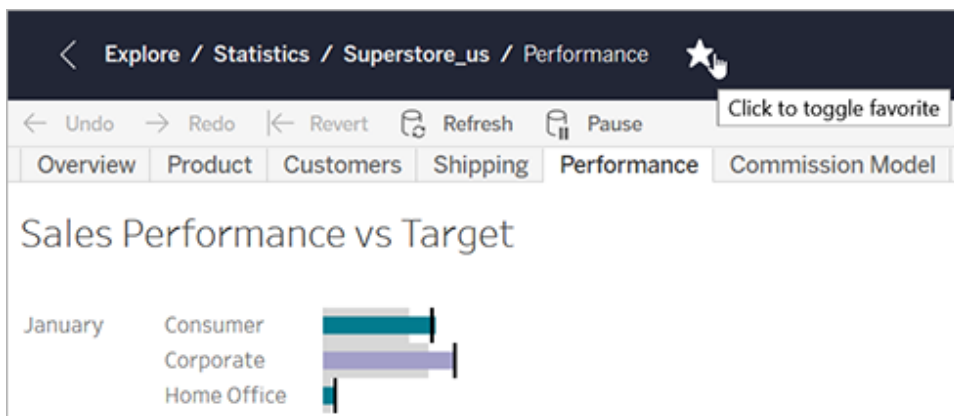 Explore / Statistics / Superstore_us / Performance
Click to toggle favorite
Undo Redo Revert Refresh Pause
Overview Product Customers Shipping Performance Commission Model
Sales Performance vs Target
January Consumer
Corporate
Home Office